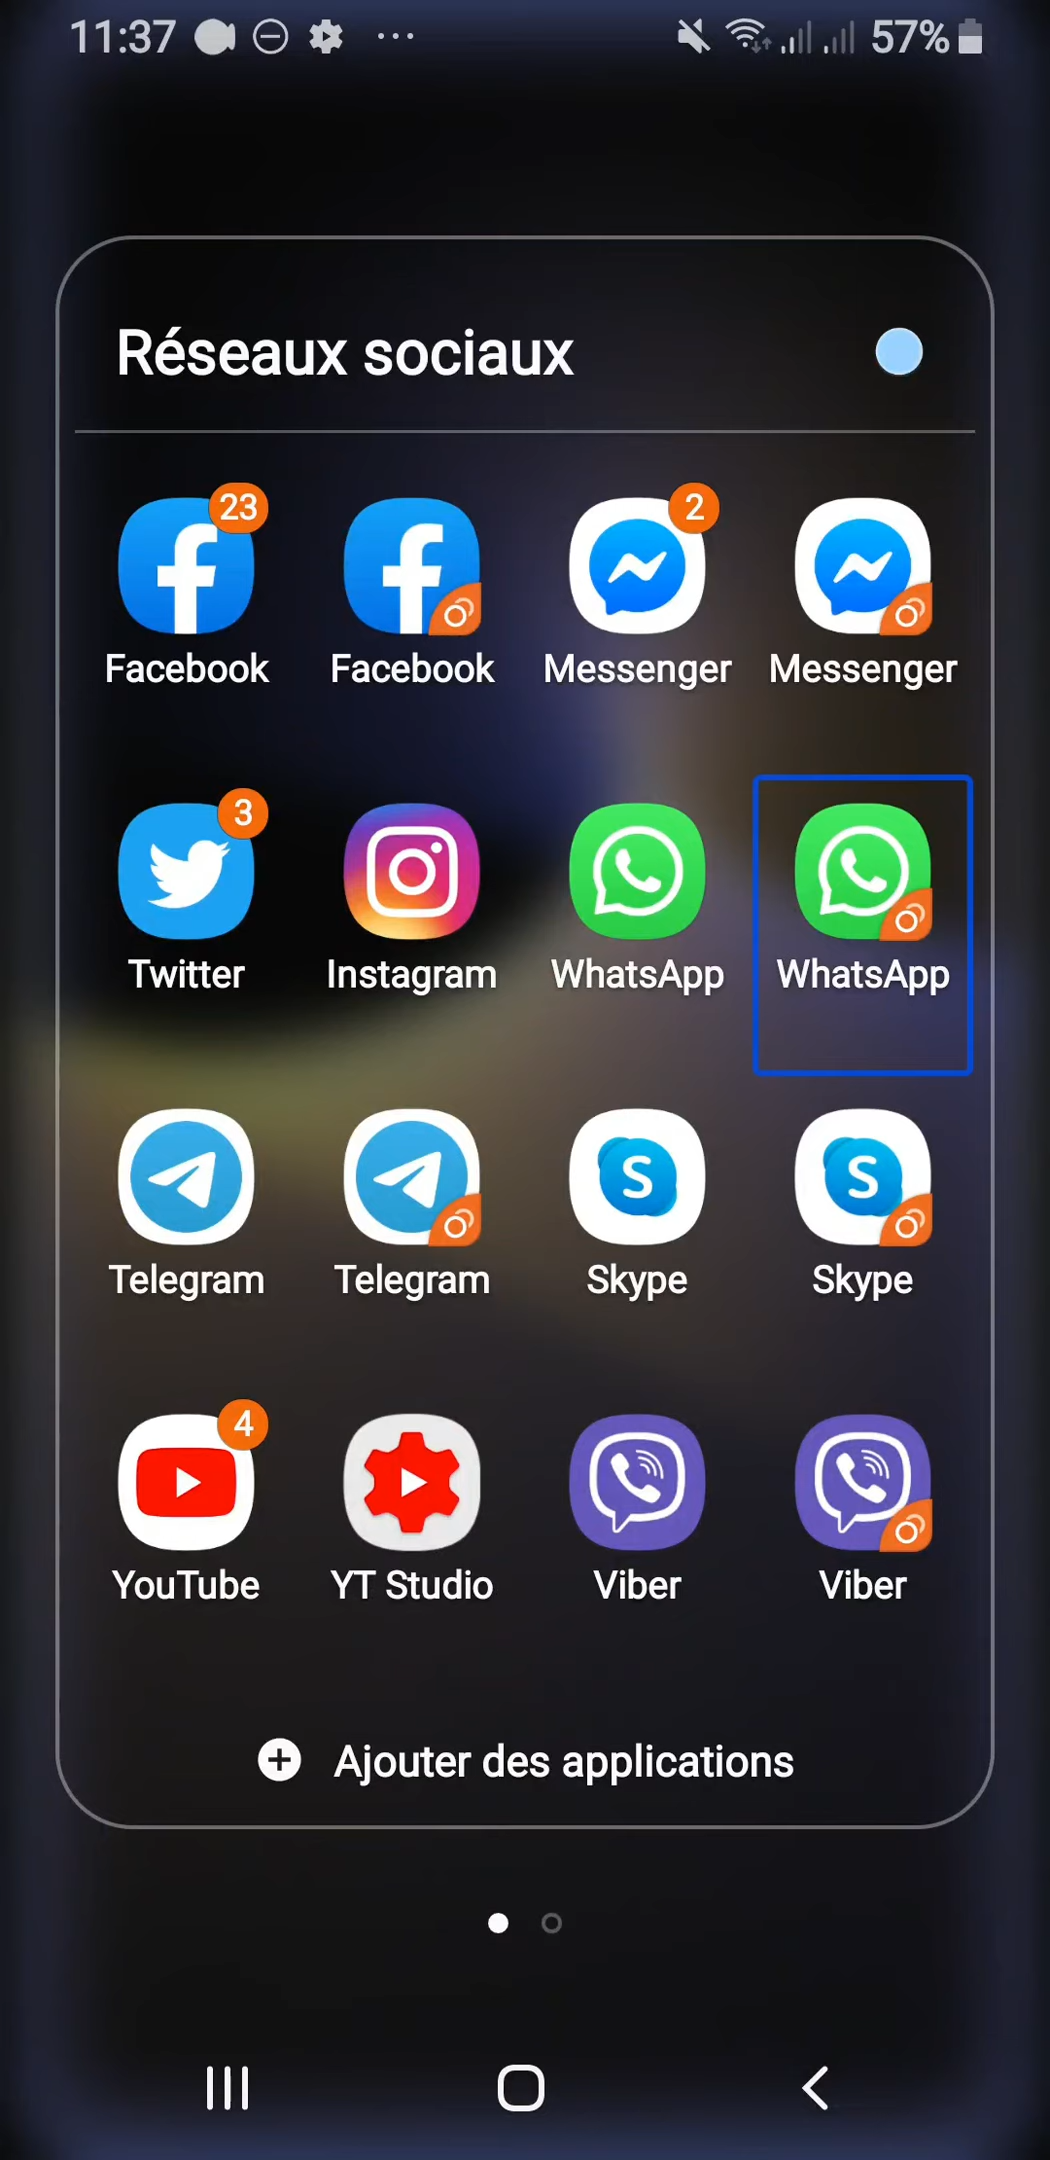 11:37 57%
Réseaux sociaux
23 2
Facebook Facebook Messenger Messenger
3
Twitter Instagram WhatsApp WhatsApp
S S
Telegram Telegram Skype Skype
4
YouTube YT Studio Viber Viber
Ajouter des applications